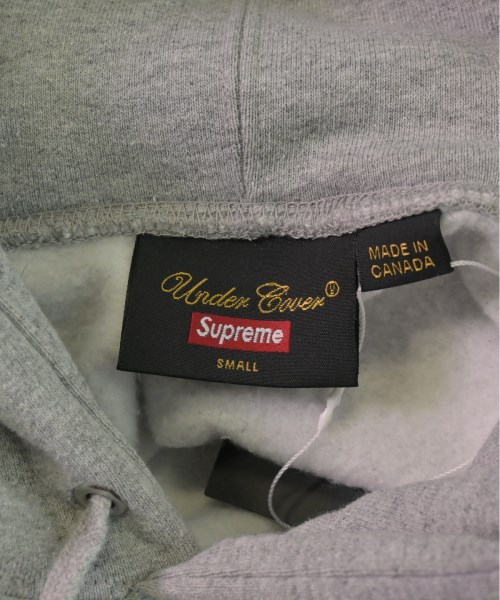 Under Cover
Supreme
SMALL
MADE IN
CANADA